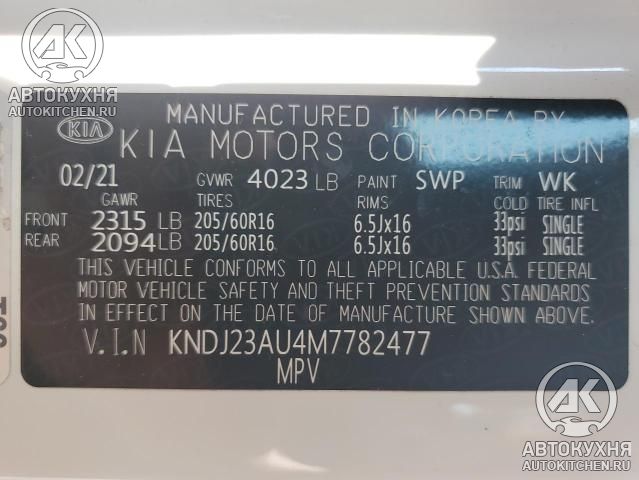 AK
АВТОКУХНЯ
AUTOKITCHEN.RU
MANUFACTURED IN KOREA BY
KIA KIA MOTORS CORPORATION
02/21 GVWR 4023 LB PAINT SWP TRIM WK
GAWR TIRES RIMS COLD TIRE INFL
FRONT 2315 LB 205/60R16 6.5Jx16 33psi SINGLE
REAR 2094 LB 205/60R16 6.5Jx16 33psi SINGLE
THIS VEHICLE CONFORMS TO ALL APPLICABLE U.S.A. FEDERAL
MOTOR VEHICLE SAFETY AND THEFT PREVENTION STANDARDS
IN EFFECT ON THE DATE OF MANUFACTURE SHOWN ABOVE.
V.I.N KNDJ23AU4M7782477
MPV
AK
АВТОКУХНЯ
AUTOKITCHEN.RU